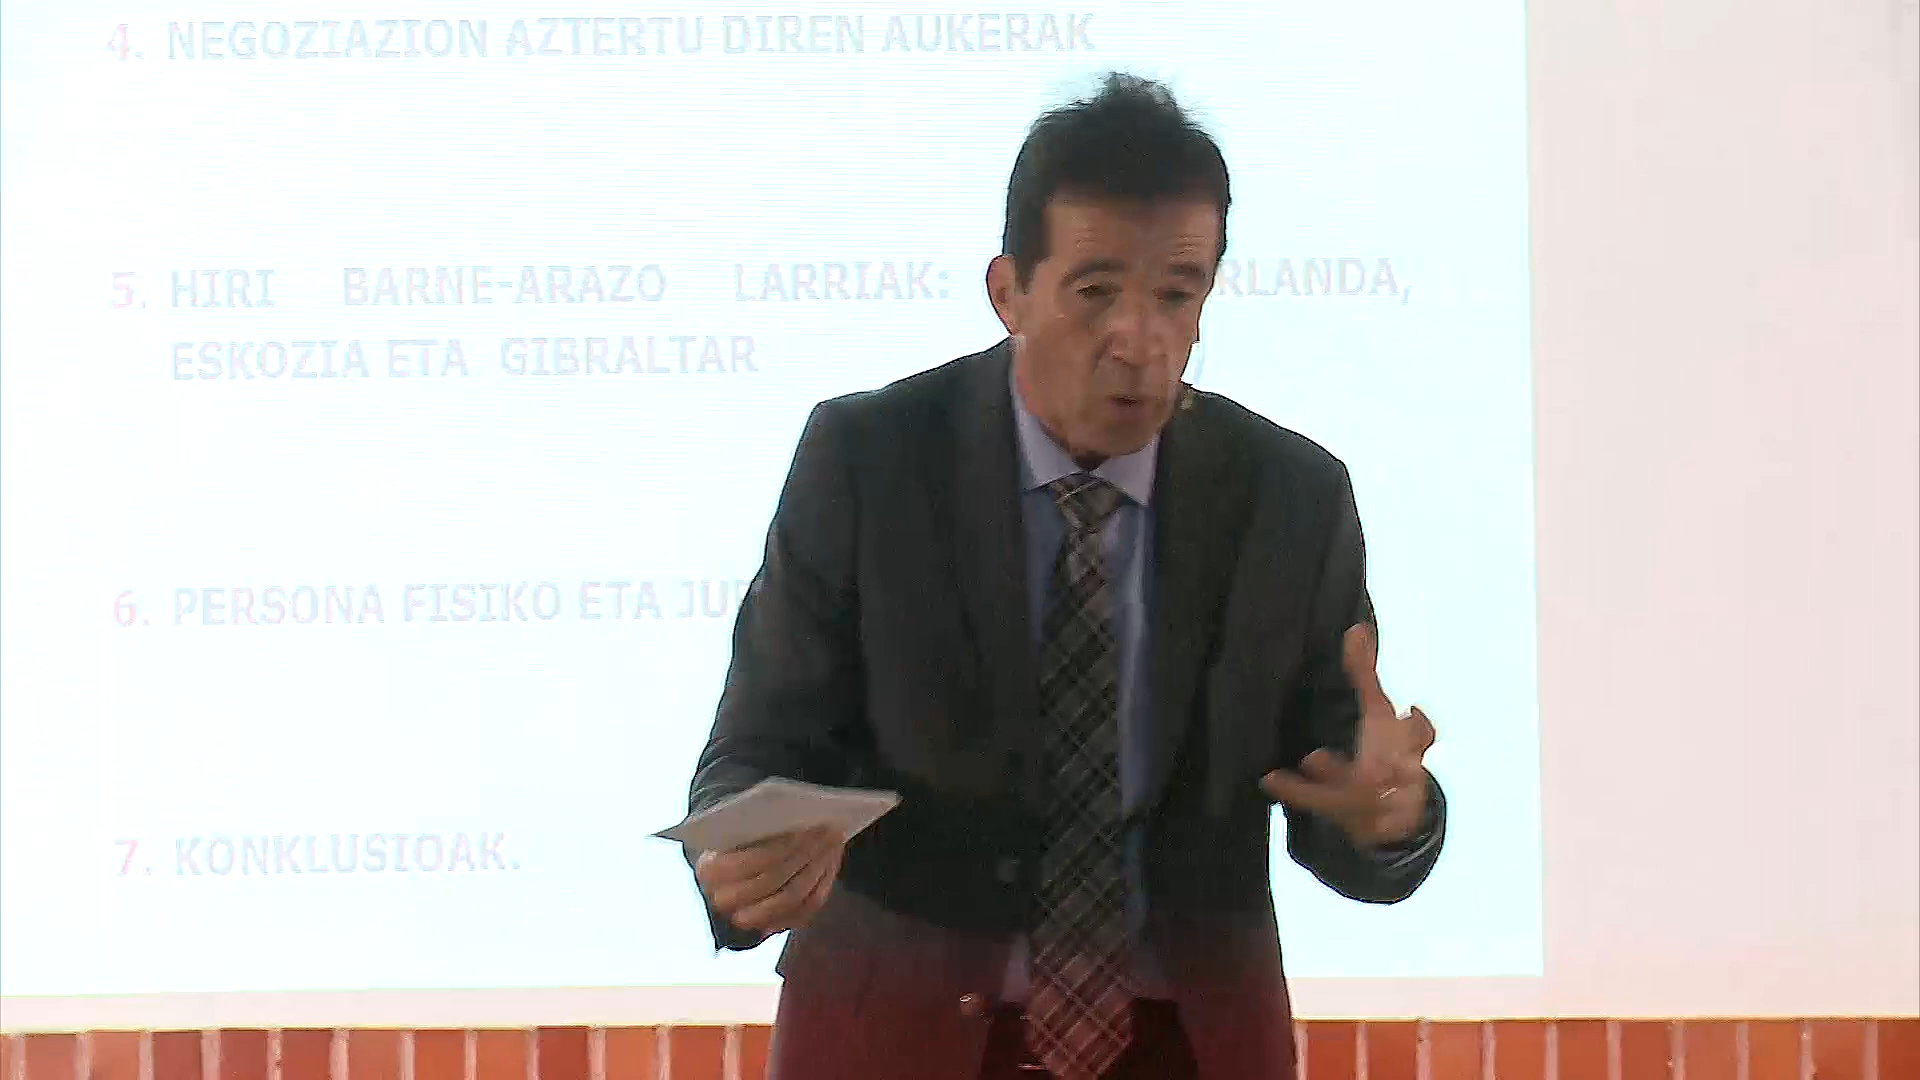 4. NEGOZIAZION AZTERTU DIREN AUKERAK
5. HIRI BARNE-ARAZO LARRIAK: RLANDA,
ESKOZIA ETA GIBRALTAR
6. PERSONA FISIKO ETA
7. KONKLUSIOAK.